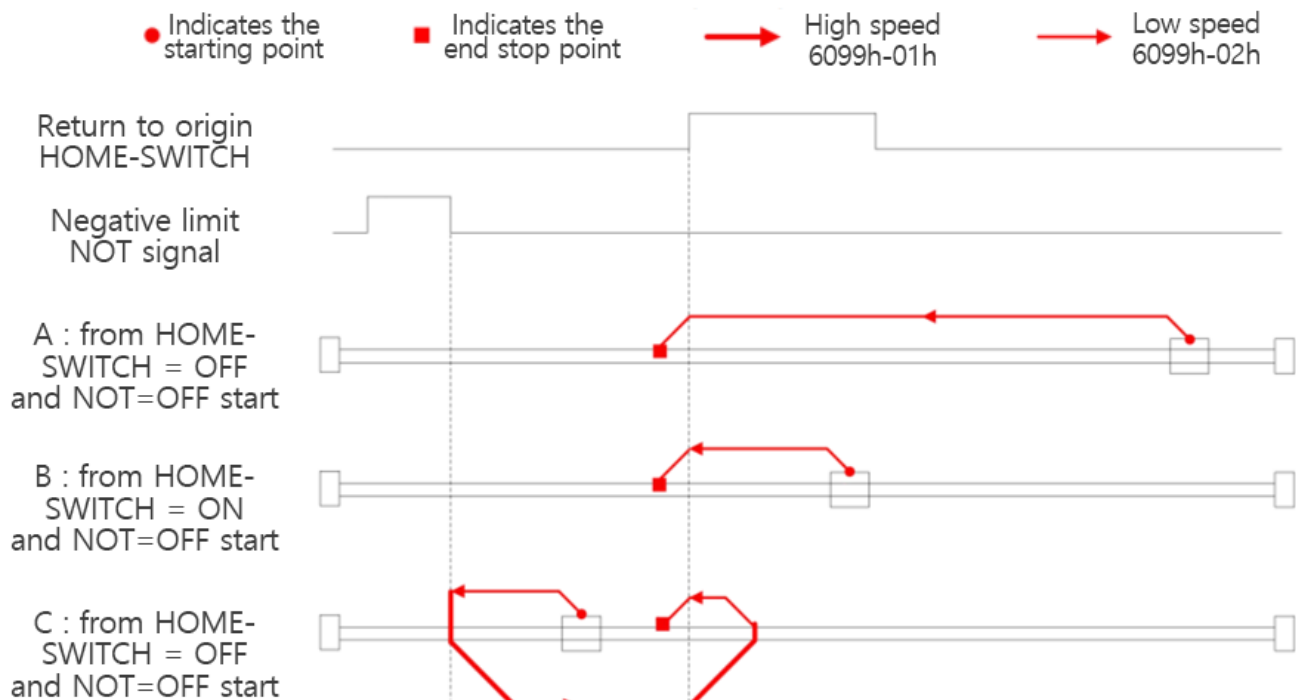 Indicates the
starting point
Indicates the
end stop point
High speed
6099h-01h
Low speed
6099h-02h
Return to origin
HOME-SWITCH
Negative limit
NOT signal
A : from HOME-
SWITCH = OFF
and NOT=OFF start
B : from HOME-
SWITCH = ON
and NOT=OFF start
C : from HOME-
SWITCH = OFF
and NOT=OFF start